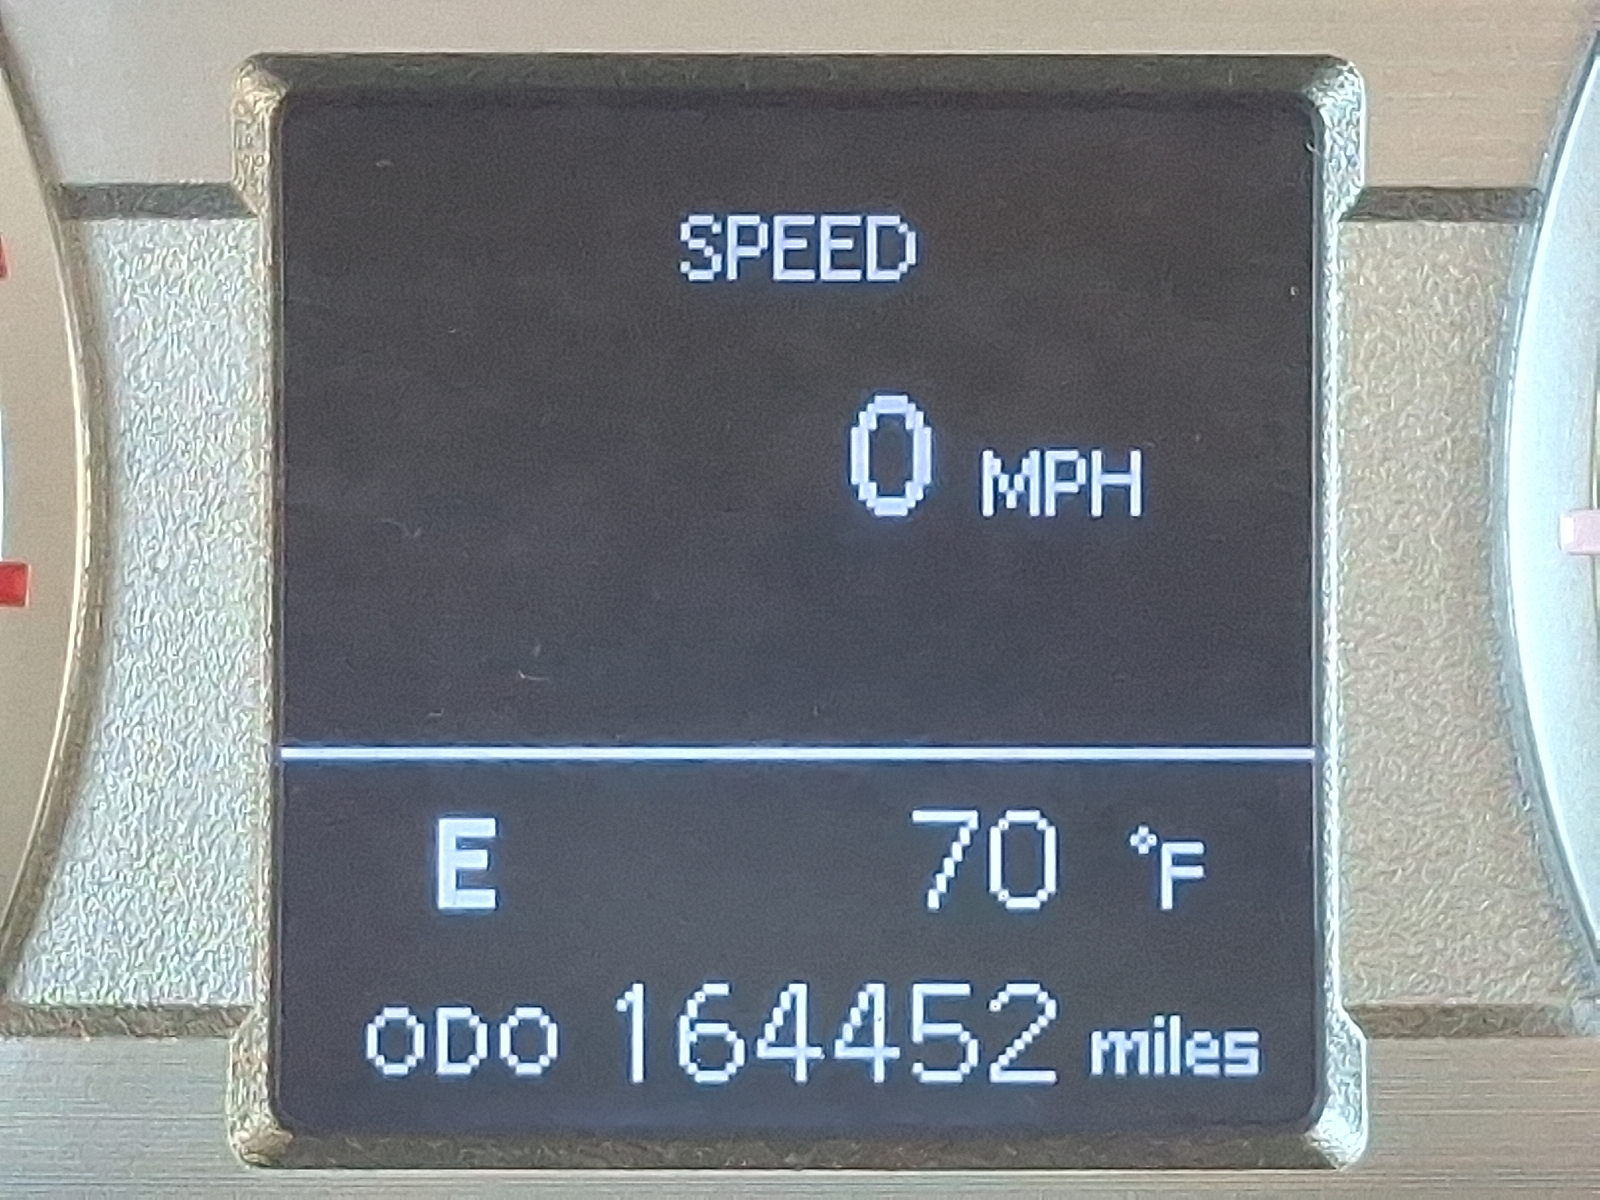 SPEED
0 MPH
E 70 °F
ODO 164452 miles